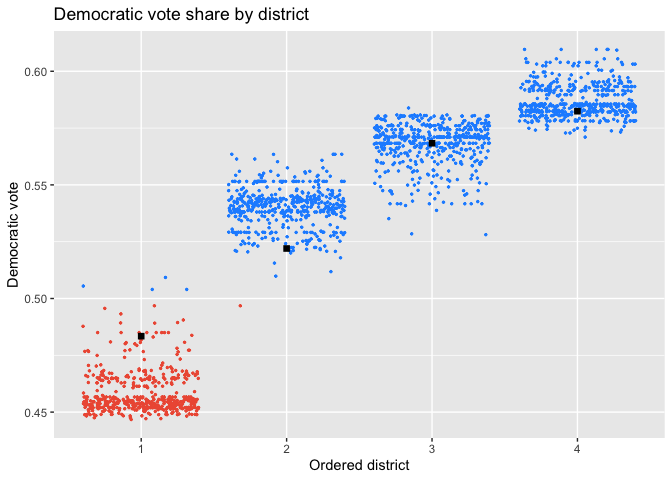 Democratic vote share by district
Democratic vote
0.60
0.55
0.50
0.45
1 2 3 4
Ordered district